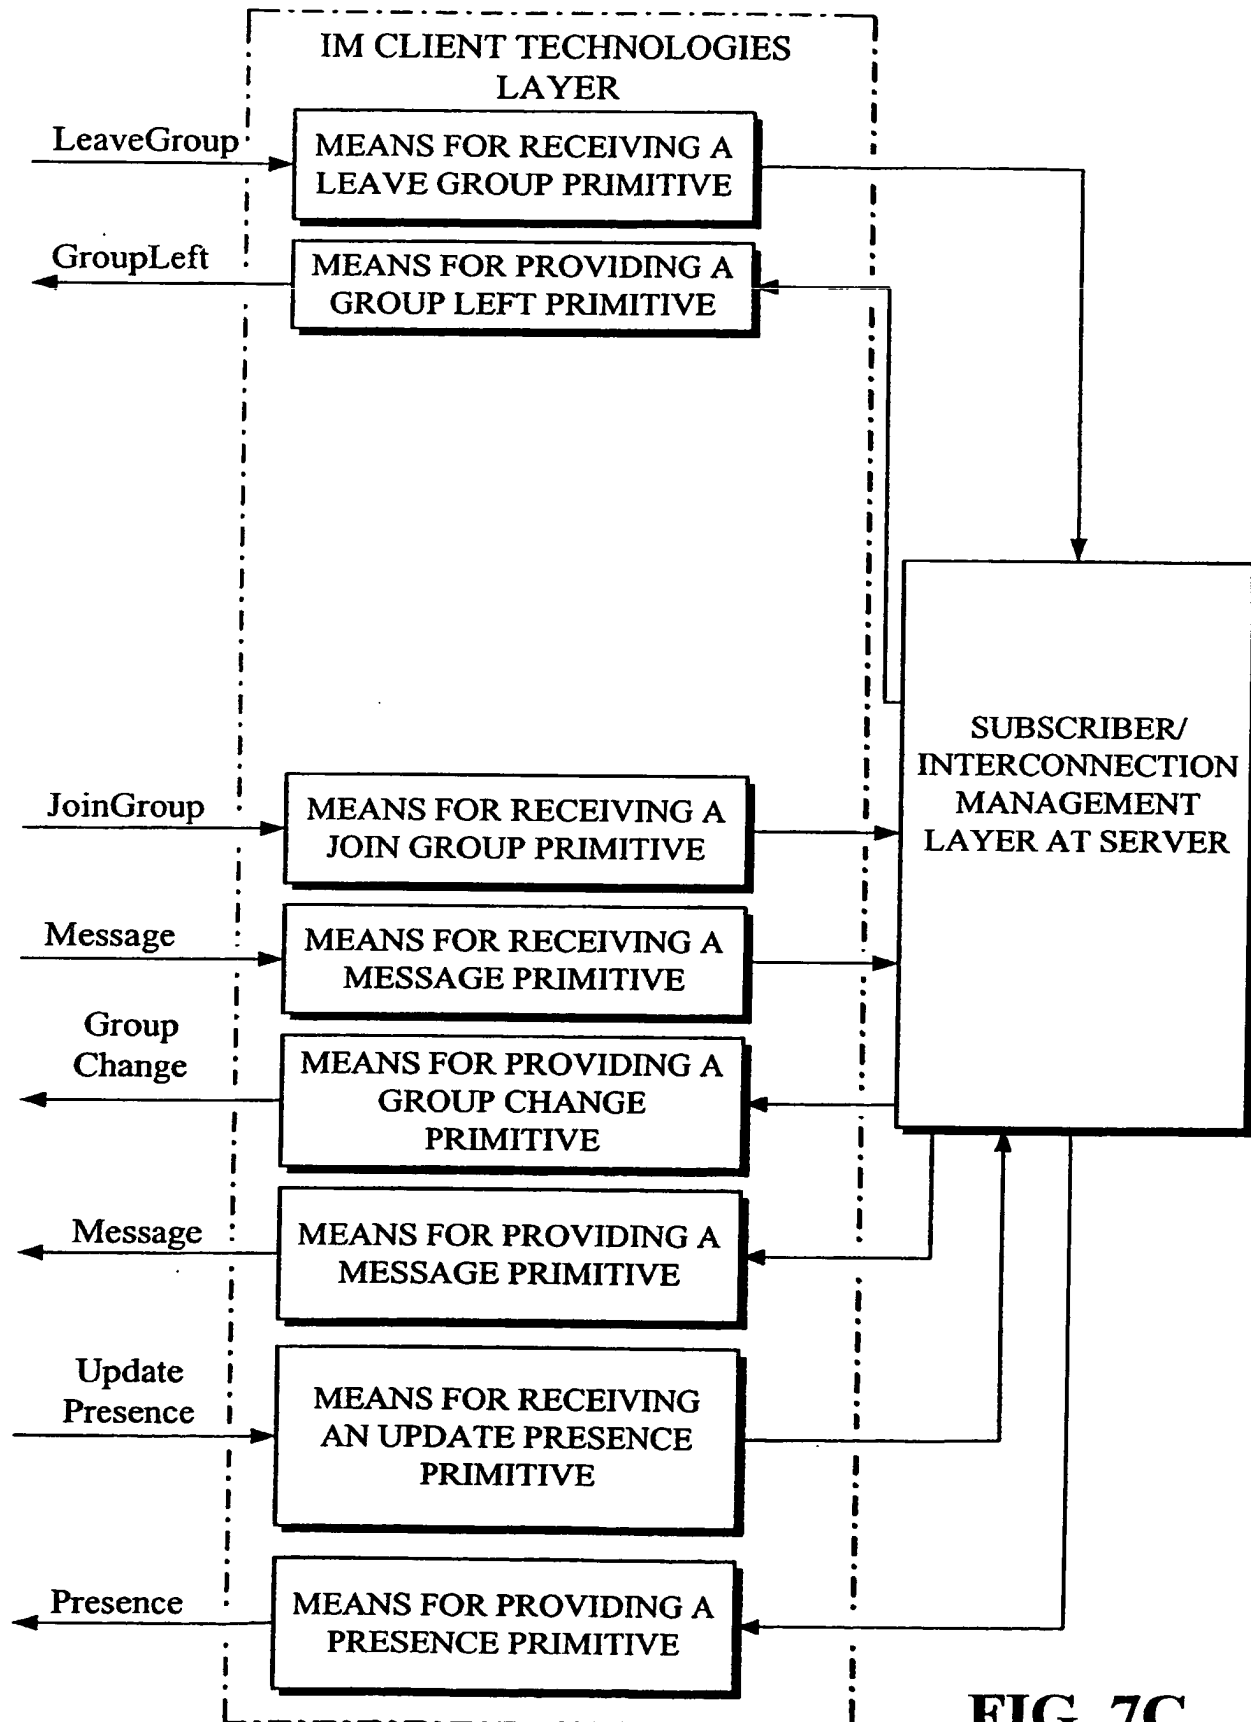 IM CLIENT TECHNOLOGIES
LAYER
LeaveGroup
MEANS FOR RECEIVING A
LEAVE GROUP PRIMITIVE
GroupLeft
MEANS FOR PROVIDING A
GROUP LEFT PRIMITIVE
SUBSCRIBER/
INTERCONNECTION
MANAGEMENT
LAYER AT SERVER
JoinGroup
MEANS FOR RECEIVING A
JOIN GROUP PRIMITIVE
Message
MEANS FOR RECEIVING A
MESSAGE PRIMITIVE
Group
Change
MEANS FOR PROVIDING A
GROUP CHANGE
PRIMITIVE
Message
MEANS FOR PROVIDING A
MESSAGE PRIMITIVE
Update
Presence
MEANS FOR RECEIVING
AN UPDATE PRESENCE
PRIMITIVE
Presence
MEANS FOR PROVIDING A
PRESENCE PRIMITIVE
FIG. 7C